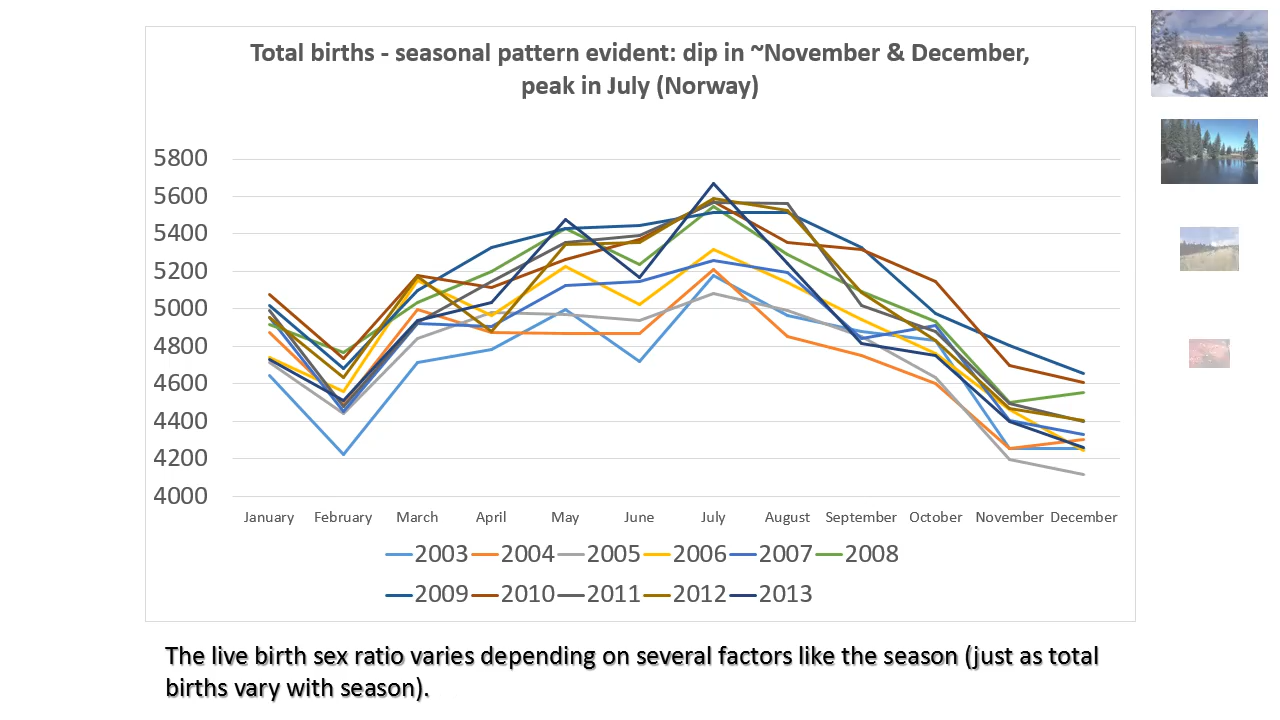 Total births - seasonal pattern evident: dip in ~November & December,
peak in July (Norway)
5800
5600
5400
5200
5000
4800
4600
4400
4200
4000
January February March April May June July August September October November December
2003 2004 2005 2006 2007 2008
2009 2010 2011 2012 2013
The live birth sex ratio varies depending on several factors like the season (just as total
births vary with season).